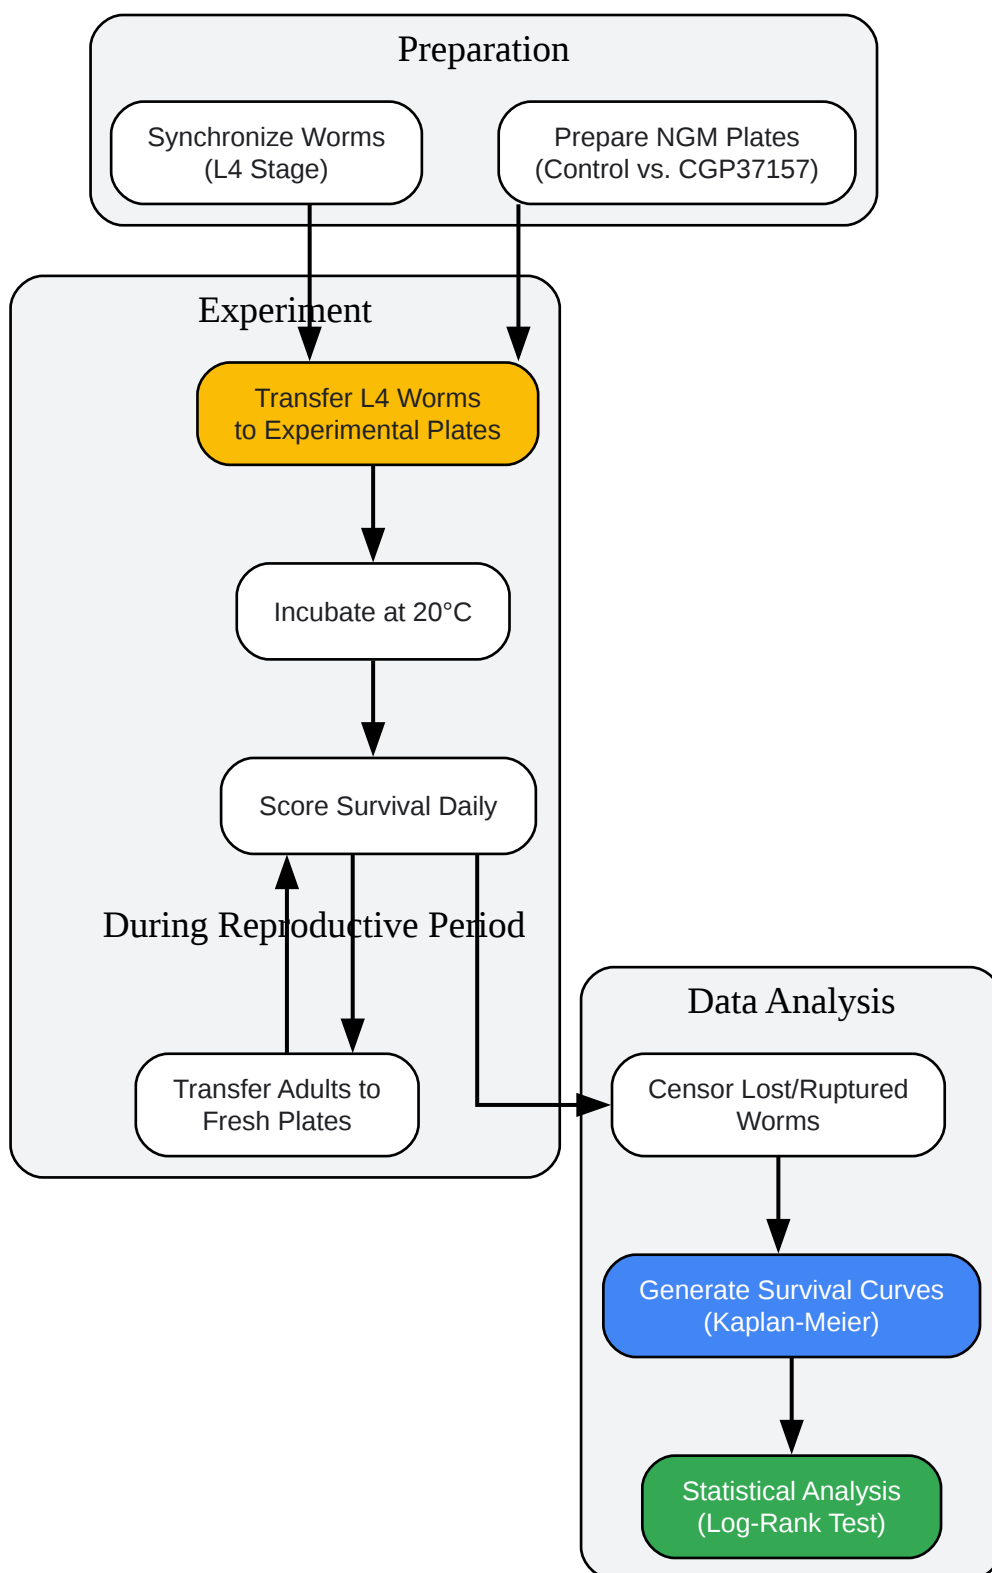 Preparation
Synchronize Worms
(L4 Stage)
Prepare NGM Plates
(Control vs. CGP37157)
Experiment
Transfer L4 Worms
to Experimental Plates
Incubate at 20°C
Score Survival Daily
During Reproductive Period
Transfer Adults to
Fresh Plates
Data Analysis
Censor Lost/Ruptured
Worms
Generate Survival Curves
(Kaplan-Meier)
Statistical Analysis
(Log-Rank Test)